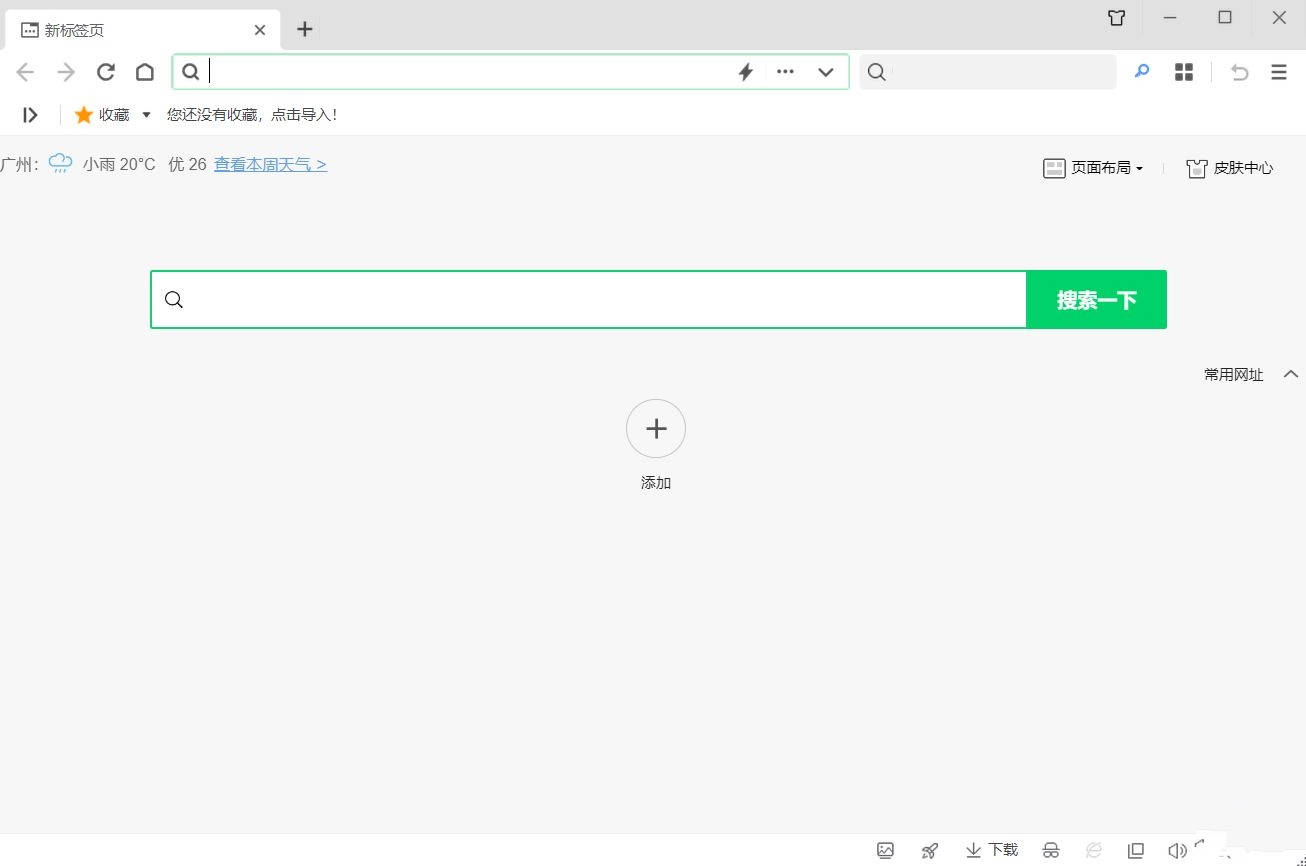 新标签页
收藏 您还没有收藏，点击导入！
广州： 小雨 20°C 优 26 查看本周天气 >
页面布局 皮肤中心
搜索一下
常用网址
添加
下载